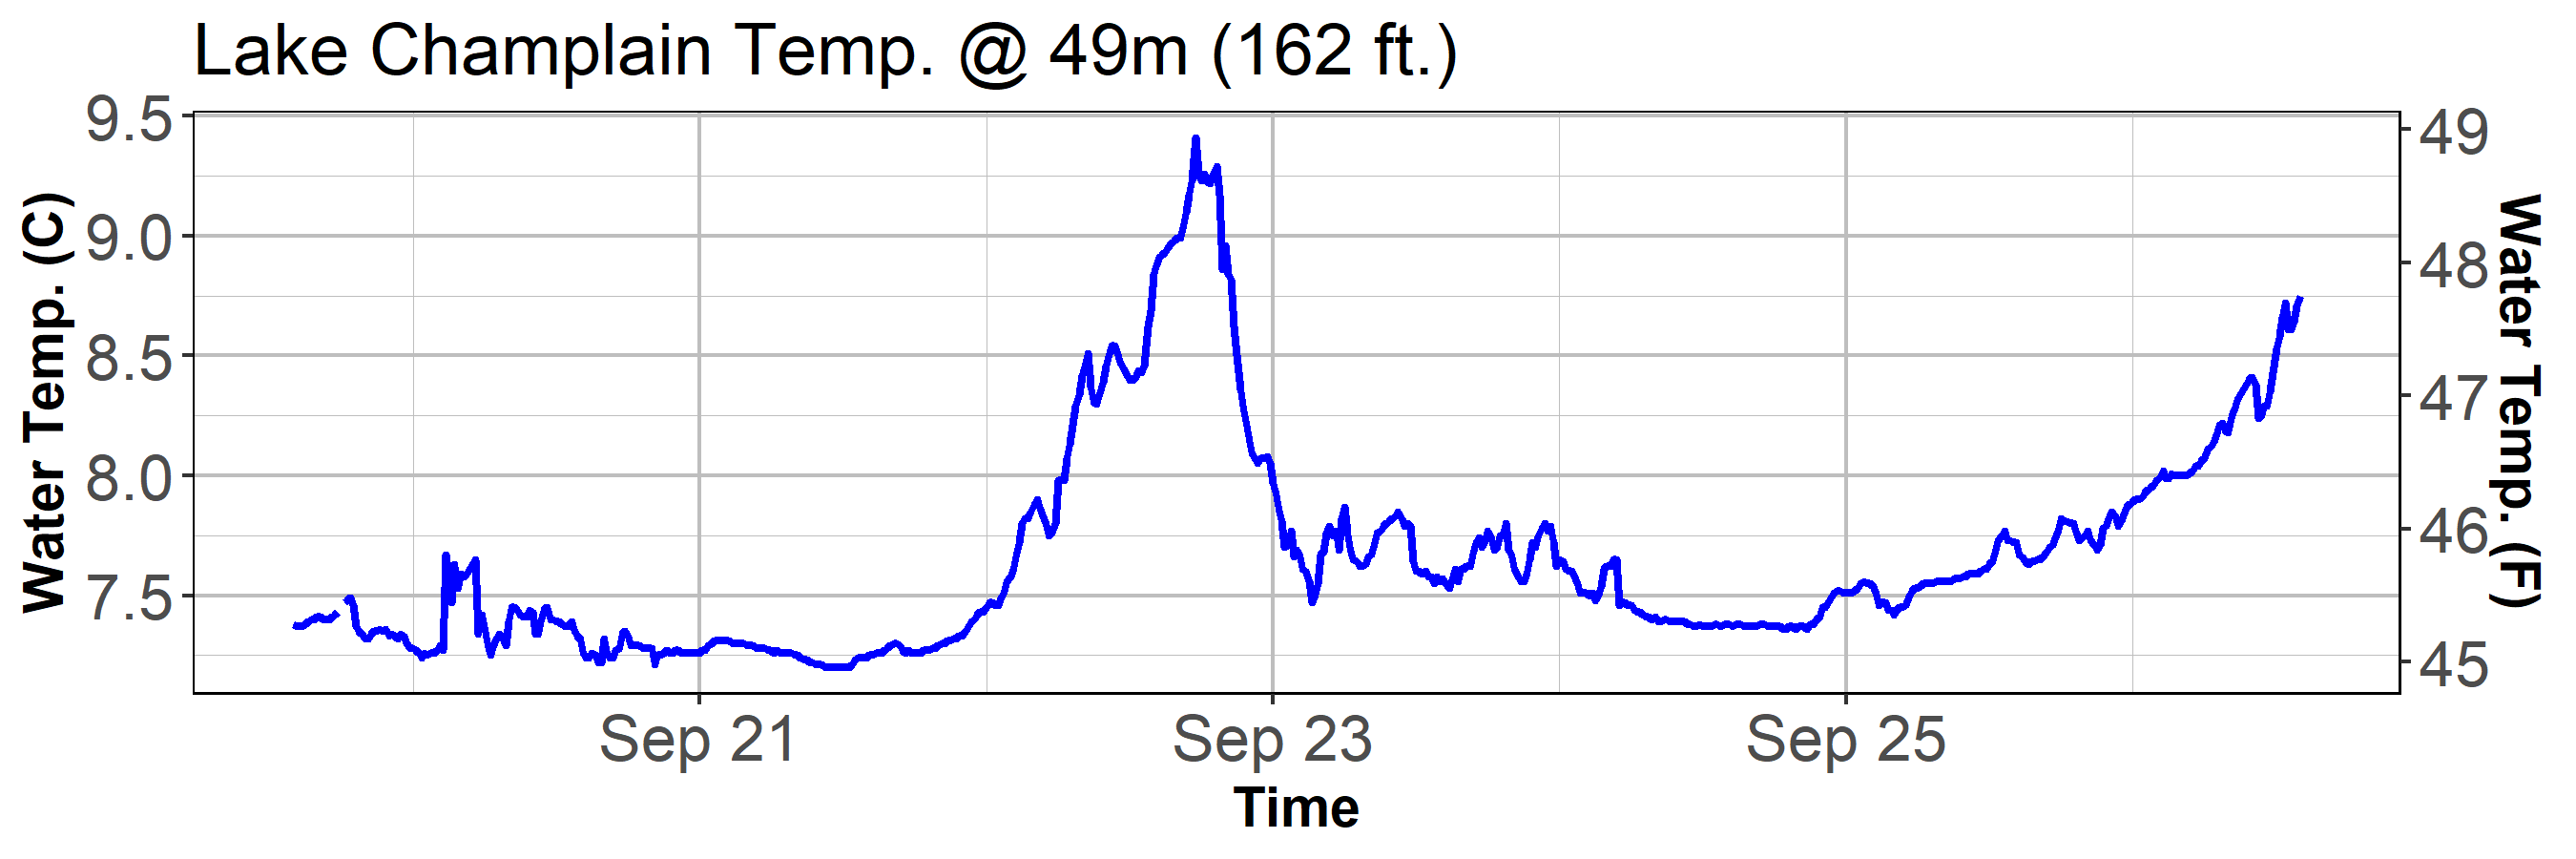 Lake Champlain Temp. @ 49m (162 ft.)
Water Temp. (C)
9.5
9.0
8.5
8.0
7.5
49
48
47
46
45
Water Temp. (F)
Sep 21 Sep 23 Sep 25
Time